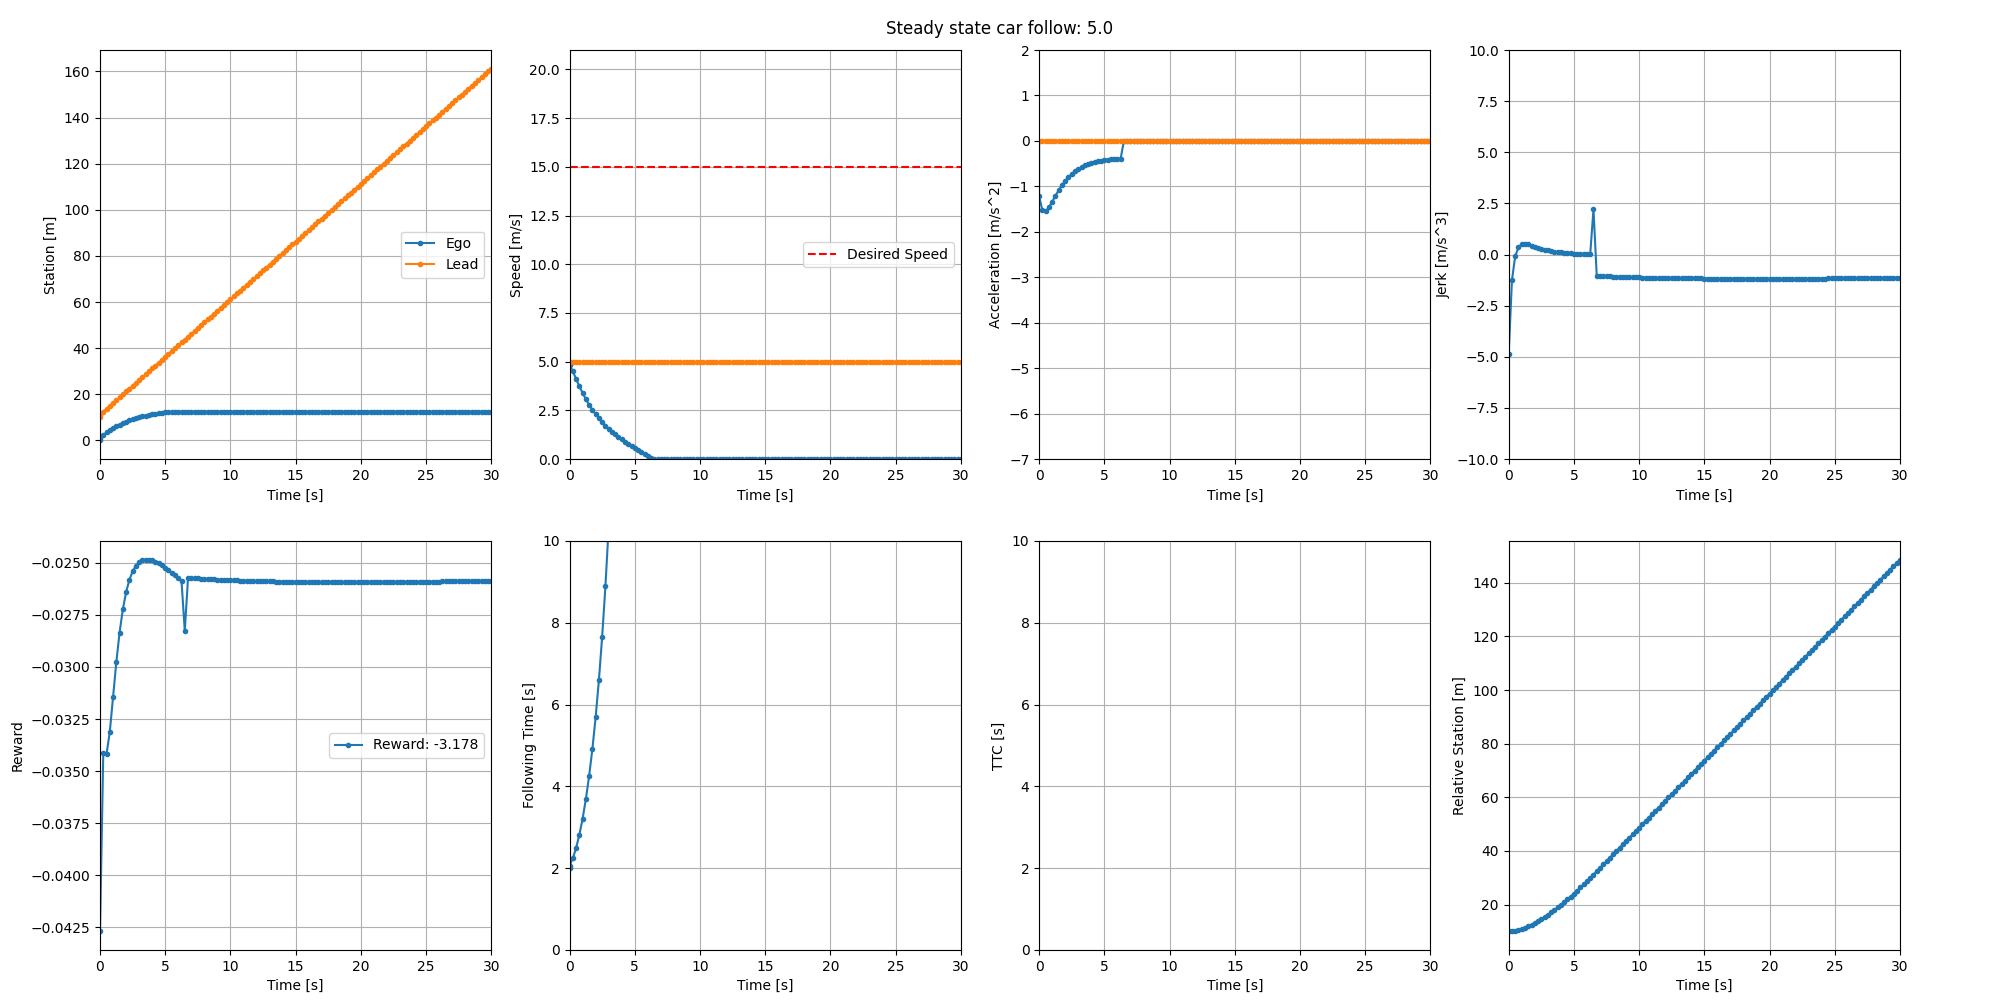 Steady state car follow: 5.0
160
140
120
100
80
60
40
20
0
Station [m]
Ego
Lead
0 5 10 15 20 25 30
Time [s]
20.0
17.5
15.0
12.5
10.0
7.5
5.0
2.5
0.0
Speed [m/s]
Desired Speed
0 5 10 15 20 25 30
Time [s]
2
1
0
−1
−2
−3
−4
−5
−6
−7
Acceleration [m/s^2]
0 5 10 15 20 25 30
Time [s]
10.0
7.5
5.0
2.5
0.0
−2.5
−5.0
−7.5
−10.0
Jerk [m/s^3]
0 5 10 15 20 25 30
Time [s]
−0.0250
−0.0275
−0.0300
−0.0325
−0.0350
−0.0375
−0.0400
−0.0425
Reward
Reward: -3.178
0 5 10 15 20 25 30
Time [s]
10
8
6
4
2
0
Following Time [s]
0 5 10 15 20 25 30
Time [s]
10
8
6
4
2
0
TTC [s]
0 5 10 15 20 25 30
Time [s]
140
120
100
80
60
40
20
Relative Station [m]
0 5 10 15 20 25 30
Time [s]